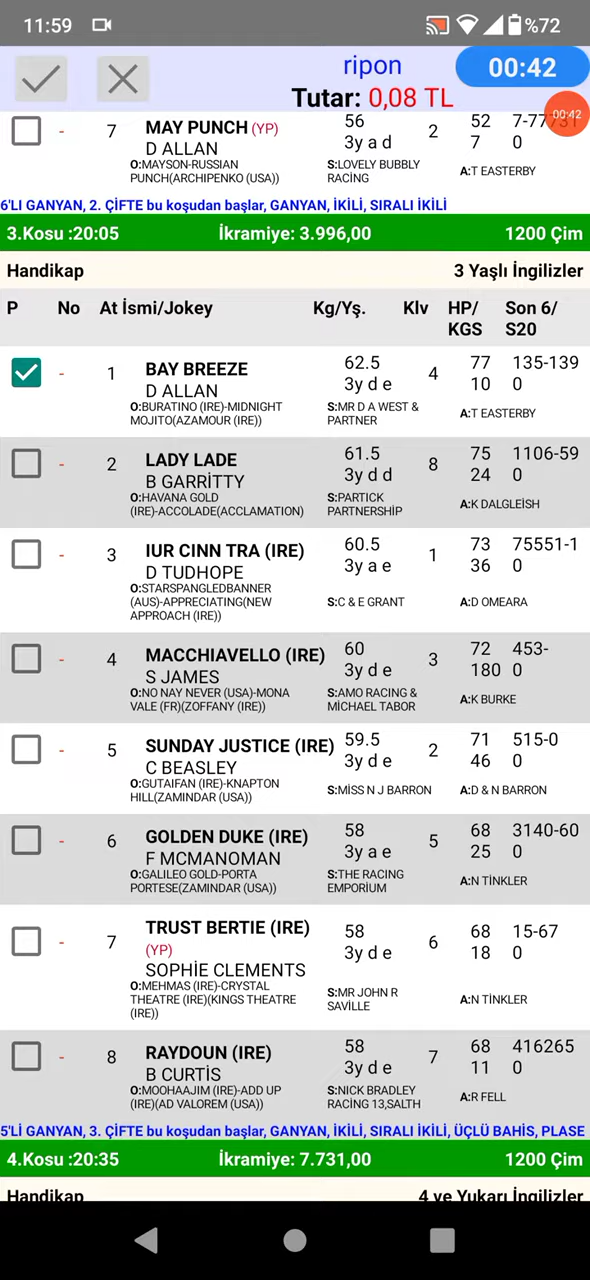 11:59 %72
ripon 00:42
Tutar: 0,08 TL
00:42
- 7 MAY PUNCH (YP) 56 2 52 7-77731
D ALLAN 3y a d 7 0
O:MAYSON-RUSSIAN S:LOVELY BUBBLY A:T EASTERBY
PUNCH(ARCHIPENKO (USA)) RACİNG
6'LI GANYAN, 2. ÇİFTE bu koşudan başlar, GANYAN, İKİLİ, SIRALI İKİLİ
3.Kosu :20:05 İkramiye: 3.996,00 1200 Çim
Handikap 3 Yaşlı İngilizler
P No At İsmi/Jokey Kg/Yş. Klv HP/ Son 6/
KGS S20
- 1 BAY BREEZE 62.5 4 77 135-139
D ALLAN 3y d e 10 0
O:BURATINO (IRE)-MIDNIGHT S:MR D A WEST & A:T EASTERBY
MOJITO(AZAMOUR (IRE)) PARTNER
- 2 LADY LADE 61.5 8 75 1106-59
B GARRİTTY 3y d d 24 0
O:HAVANA GOLD S:PARTICK A:K DALGLEİSH
(IRE)-ACCOLADE(ACCLAMATION) PARTNERSHİP
- 3 IUR CINN TRA (IRE) 60.5 1 73 75551-1
D TUDHOPE 3y a e 36 0
O:STARSPANGLEDBANNER
(AUS)-APPRECIATING(NEW S:C & E GRANT A:D OMEARA
APPROACH (IRE))
- 4 MACCHIAVELLO (IRE) 60 3 72 453-
S JAMES 3y d e 180 0
O:NO NAY NEVER (USA)-MONA S:AMO RACING & A:K BURKE
VALE (FR)(ZOFFANY (IRE)) MİCHAEL TABOR
- 5 SUNDAY JUSTICE (IRE) 59.5 2 71 515-0
C BEASLEY 3y d e 46 0
O:GUTAIFAN (IRE)-KNAPTON S:MİSS N J BARRON A:D & N BARRON
HILL(ZAMINDAR (USA))
- 6 GOLDEN DUKE (IRE) 58 5 68 3140-60
F MCMANOMAN 3y a e 25 0
O:GALILEO GOLD-PORTA S:THE RACING A:N TİNKLER
PORTESE(ZAMINDAR (USA)) EMPORİUM
- 7 TRUST BERTIE (IRE) 58 6 68 15-67
(YP) 3y d e 18 0
SOPHİE CLEMENTS
O:MEHMAS (IRE)-CRYSTAL S:MR JOHN R A:N TİNKLER
THEATRE (IRE)(KINGS THEATRE SAVİLLE
(IRE))
- 8 RAYDOUN (IRE) 58 7 68 416265
B CURTİS 3y d e 11 0
O:MOOHAAJIM (IRE)-ADD UP S:NICK BRADLEY A:R FELL
(IRE)(AD VALOREM (USA)) RACİNG 13,SALTH
5'Lİ GANYAN, 3. ÇİFTE bu koşudan başlar, GANYAN, İKİLİ, SIRALI İKİLİ, ÜÇLÜ BAHİS, PLASE
4.Kosu :20:35 İkramiye: 7.731,00 1200 Çim
Handikap 4 ve Yukarı İngilizler